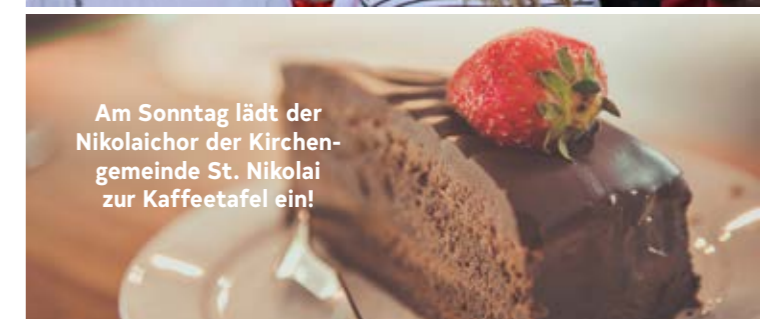 Am Sonntag lädt der
Nikolaichor der Kirchen-
gemeinde St. Nikolai
zur Kaffeetafel ein!